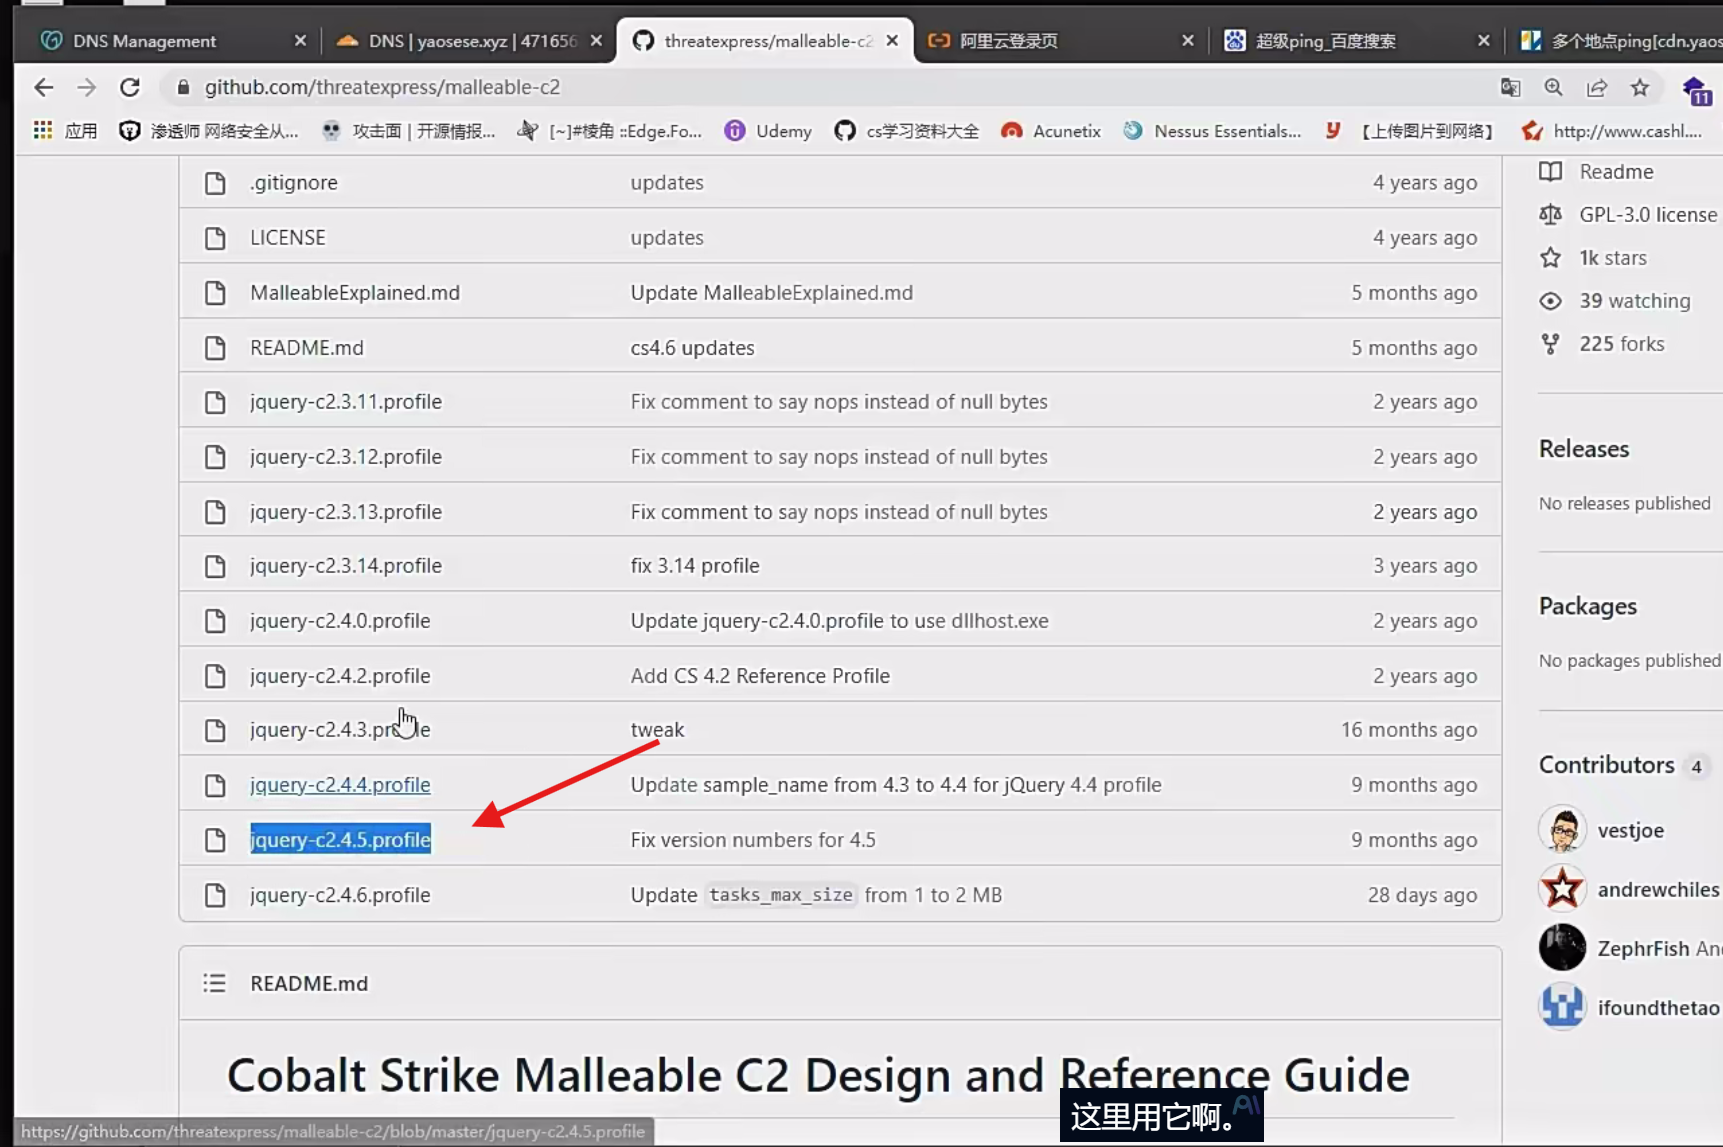 DNS Management
DNS | yaosese.xyz | 471656
threatexpress/malleable-c2
阿里云登录页
超级ping_百度搜索
多个地点ping[cdn.yaos
github.com/threatexpress/malleable-c2
11
应用
渗透师 网络安全从...
攻击面 | 开源情报...
[~]#棱角 ::Edge.Fo...
Udemy
cs学习资料大全
Acunetix
Nessus Essentials...
【上传图片到网络】
http://www.cashl....
.gitignore updates 4 years ago
LICENSE updates 4 years ago
MalleableExplained.md Update MalleableExplained.md 5 months ago
README.md cs4.6 updates 5 months ago
jquery-c2.3.11.profile Fix comment to say nops instead of null bytes 2 years ago
jquery-c2.3.12.profile Fix comment to say nops instead of null bytes 2 years ago
jquery-c2.3.13.profile Fix comment to say nops instead of null bytes 2 years ago
jquery-c2.3.14.profile fix 3.14 profile 3 years ago
jquery-c2.4.0.profile Update jquery-c2.4.0.profile to use dllhost.exe 2 years ago
jquery-c2.4.2.profile Add CS 4.2 Reference Profile 2 years ago
jquery-c2.4.3.profile tweak 16 months ago
jquery-c2.4.4.profile Update sample_name from 4.3 to 4.4 for jQuery 4.4 profile 9 months ago
jquery-c2.4.5.profile Fix version numbers for 4.5 9 months ago
jquery-c2.4.6.profile Update tasks_max_size from 1 to 2 MB 28 days ago
README.md
Cobalt Strike Malleable C2 Design and Reference Guide
Readme
GPL-3.0 license
1k stars
39 watching
225 forks
Releases
No releases published
Packages
No packages published
Contributors 4
vestjoe
andrewchiles
ZephrFish An
ifoundthetao
这里用它啊。
AI
https://github.com/threatexpress/malleable-c2/blob/master/jquery-c2.4.5.profile